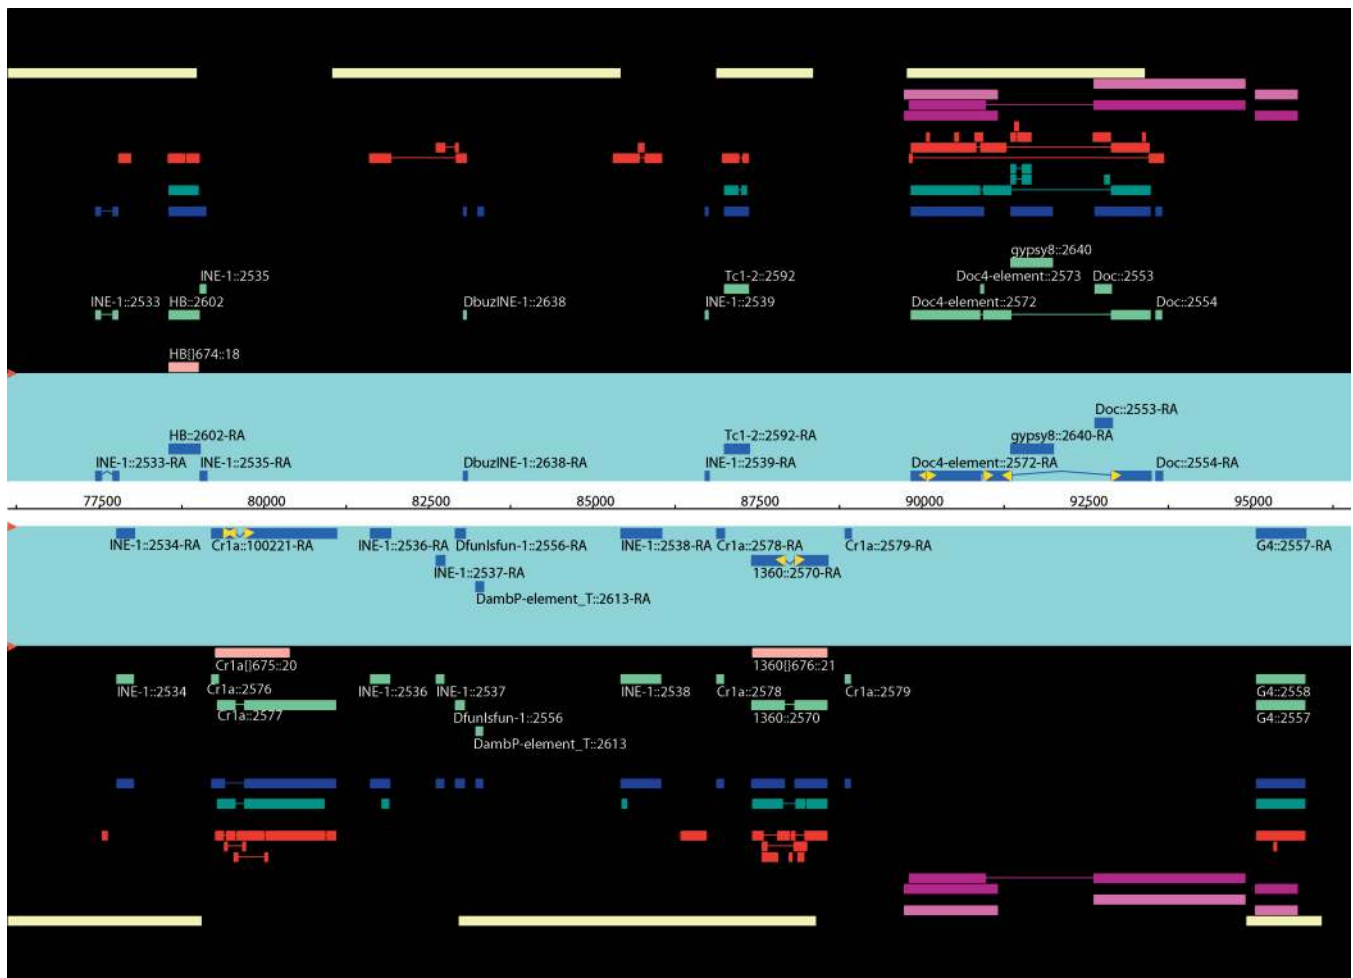 gypsy8::2640
INE-1::2535 Tc1-2::2592 Doc4-element::2573 Doc::2553
INE-1::2533 HB::2602 DbuzINE-1::2638 INE-1::2539 Doc4-element::2572 Doc::2554
HB{}674::18
Doc::2553-RA
HB::2602-RA Tc1-2::2592-RA gypsy8::2640-RA
INE-1::2533-RA INE-1::2535-RA DbuzINE-1::2638-RA INE-1::2539-RA Doc4-element::2572-RA Doc::2554-RA
77500 80000 82500 85000 87500 90000 92500 95000
INE-1::2534-RA Cr1a::100221-RA INE-1::2536-RA DfunIsfun-1::2556-RA INE-1::2538-RA Cr1a::2578-RA Cr1a::2579-RA G4::2557-RA
INE-1::2537-RA 1360::2570-RA
DambP-element_T::2613-RA
Cr1a{}675::20 1360{}676::21
INE-1::2534 Cr1a::2576 INE-1::2536 INE-1::2537 INE-1::2538 Cr1a::2578 Cr1a::2579 G4::2558
Cr1a::2577 DfunIsfun-1::2556 1360::2570 G4::2557
DambP-element_T::2613